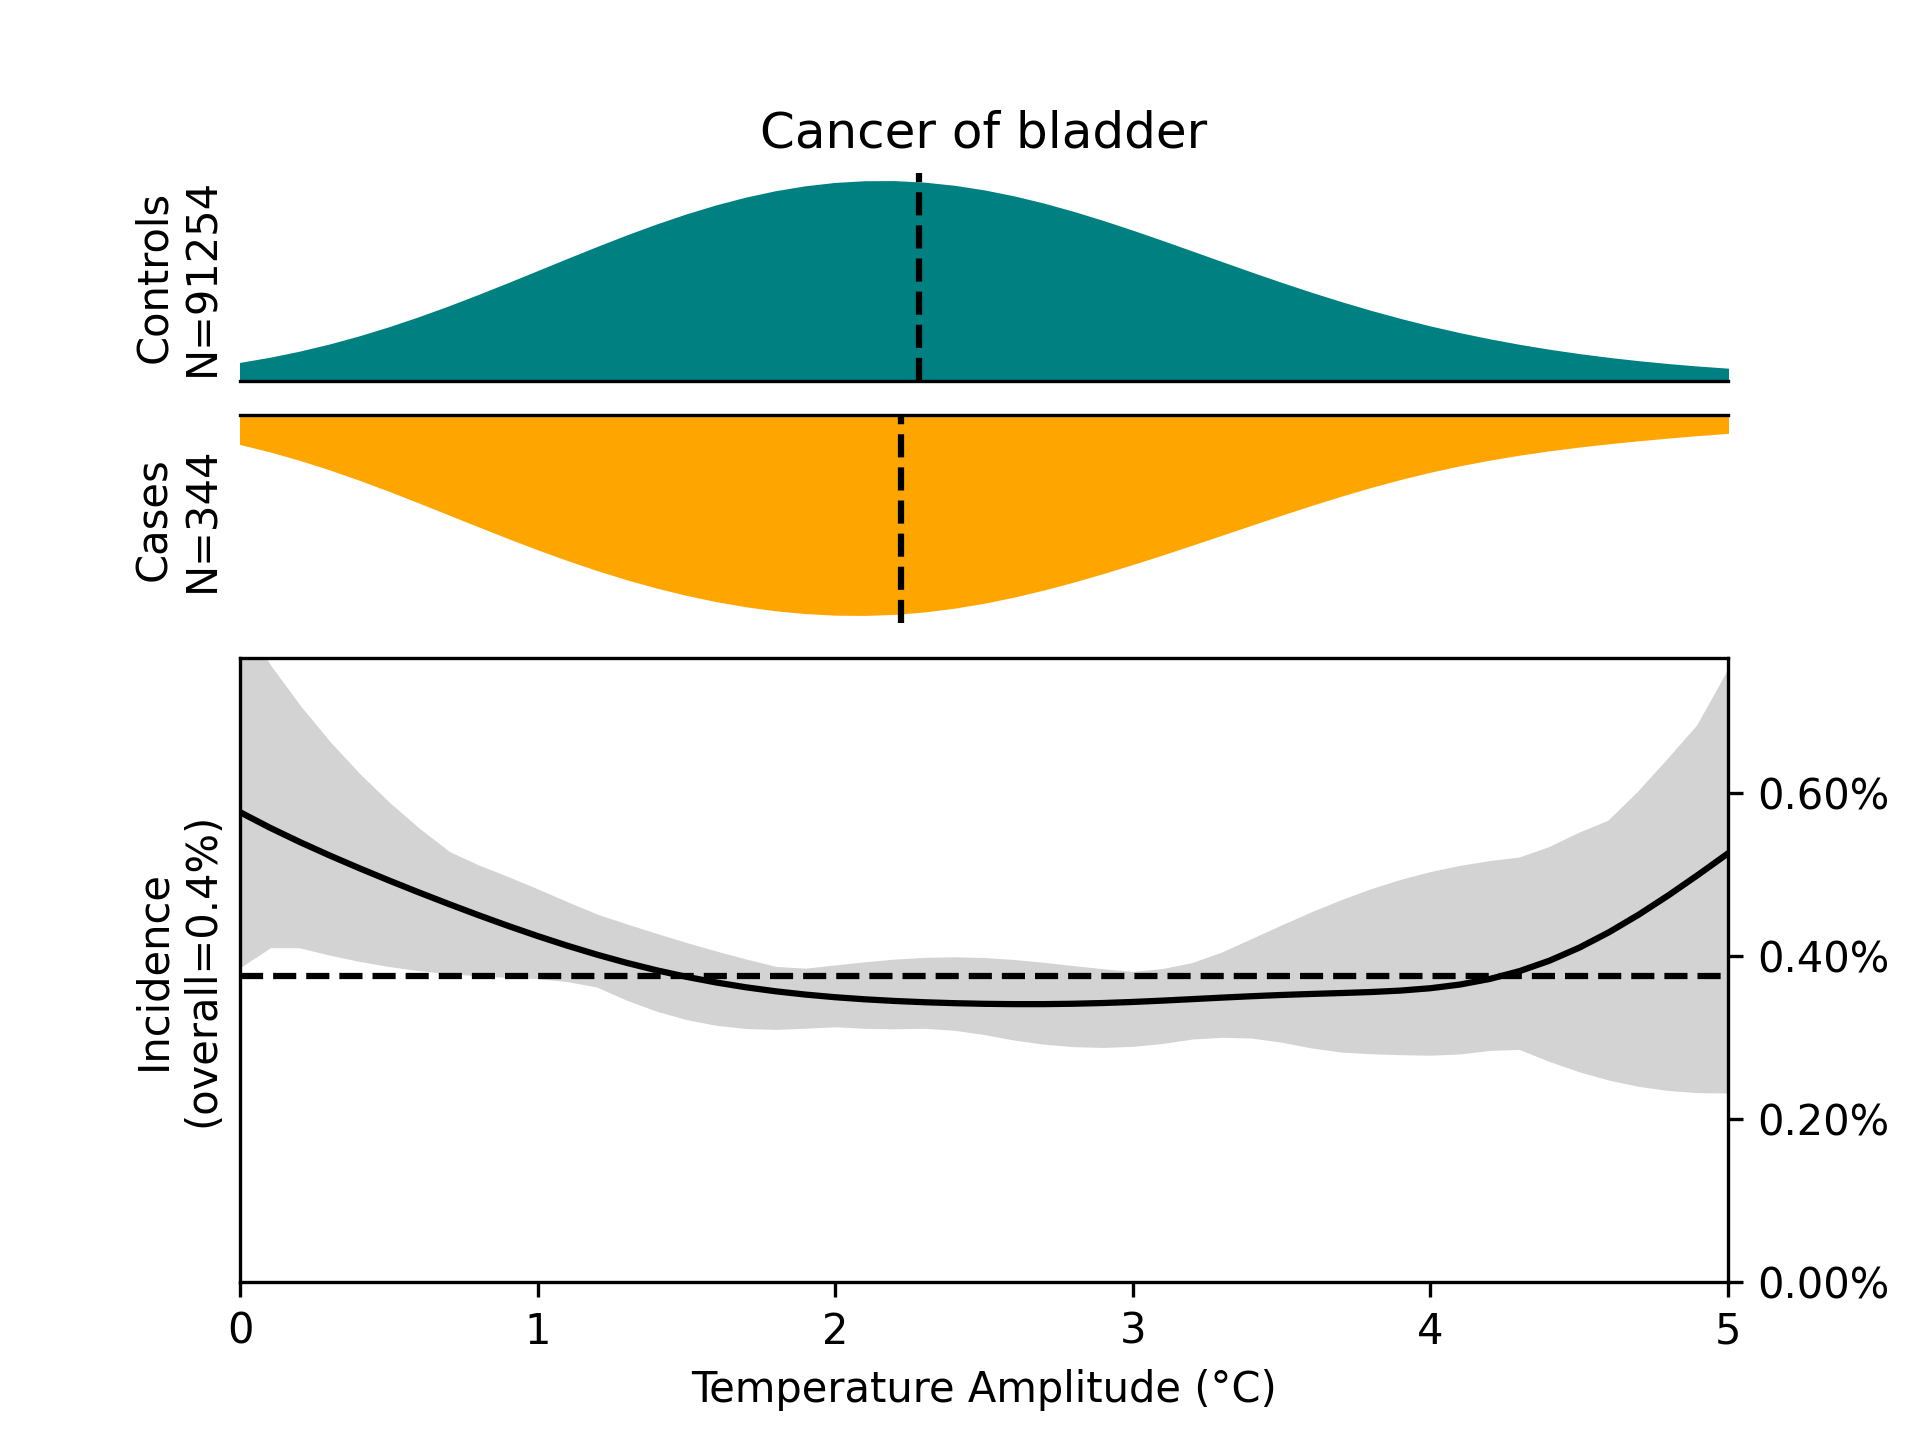 Cancer of bladder
Controls
N=91254
Cases
N=344
Incidence
(overall=0.4%)
0.60%
0.40%
0.20%
0.00%
0 1 2 3 4 5
Temperature Amplitude (°C)